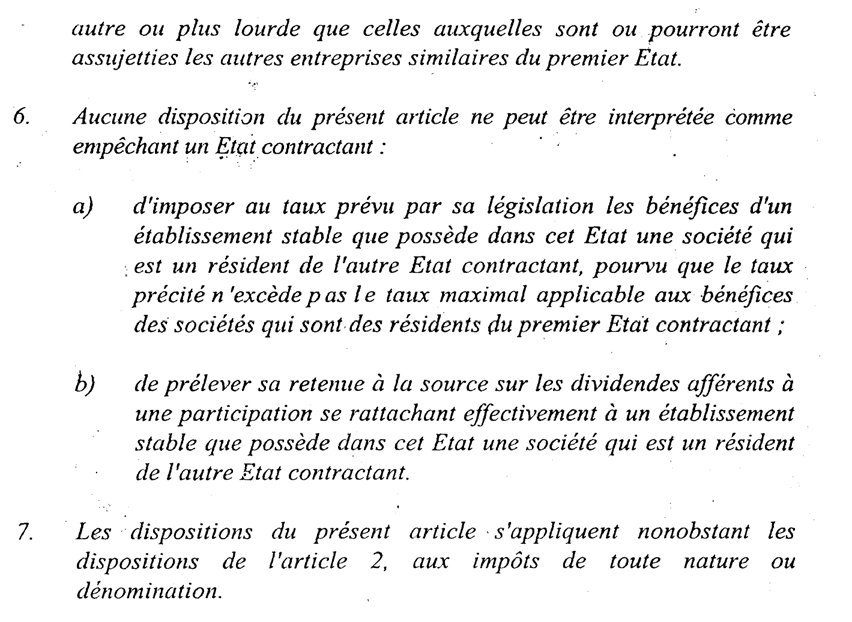 autre ou plus lourde que celles auxquelles sont ou pourront être
assujetties les autres entreprises similaires du premier Etat.
6. Aucune disposition du présent article ne peut être interprétée comme
empêchant un Etat contractant :
a) d'imposer au taux prévu par sa législation les bénéfices d'un
établissement stable que possède dans cet Etat une société qui
est un résident de l'autre Etat contractant, pourvu que le taux
précité n'excède pas le taux maximal applicable aux bénéfices
des sociétés qui sont des résidents du premier Etat contractant ;
b) de prélever sa retenue à la source sur les dividendes afférents à
une participation se rattachant effectivement à un établissement
stable que possède dans cet Etat une société qui est un résident
de l'autre Etat contractant.
7. Les dispositions du présent article s'appliquent nonobstant les
dispositions de l'article 2, aux impôts de toute nature ou
dénomination.